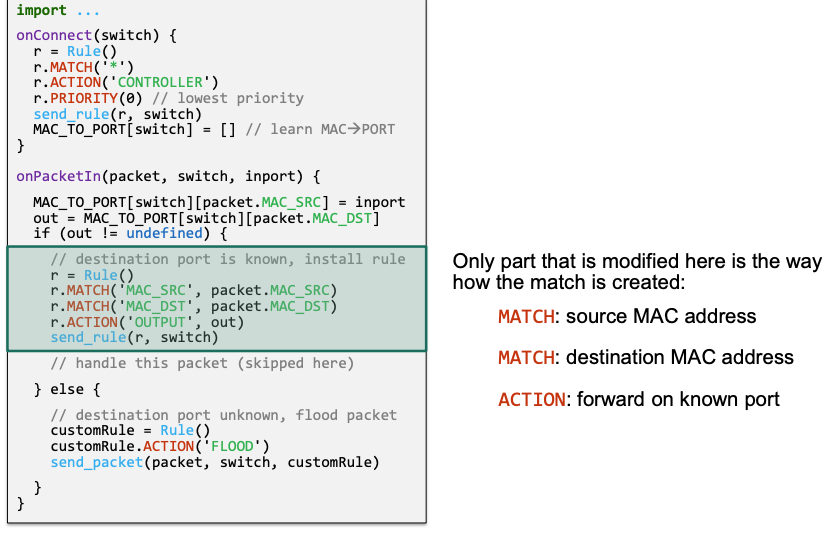 import ...
onConnect(switch) {
r = Rule()
r.MATCH('*')
r.ACTION('CONTROLLER')
r.PRIORITY(0) // lowest priority
send_rule(r, switch)
MAC_TO_PORT[switch] = [] // learn MAC→PORT
}
onPacketIn(packet, switch, inport) {
MAC_TO_PORT[switch][packet.MAC_SRC] = inport
out = MAC_TO_PORT[switch][packet.MAC_DST]
if (out != undefined) {
// destination port is known, install rule
r = Rule()
r.MATCH('MAC_SRC', packet.MAC_SRC)
r.MATCH('MAC_DST', packet.MAC_DST)
r.ACTION('OUTPUT', out)
send_rule(r, switch)
// handle this packet (skipped here)
} else {
// destination port unknown, flood packet
customRule = Rule()
customRule.ACTION('FLOOD')
send_packet(packet, switch, customRule)
}
}
Only part that is modified here is the way
how the match is created:
MATCH: source MAC address
MATCH: destination MAC address
ACTION: forward on known port